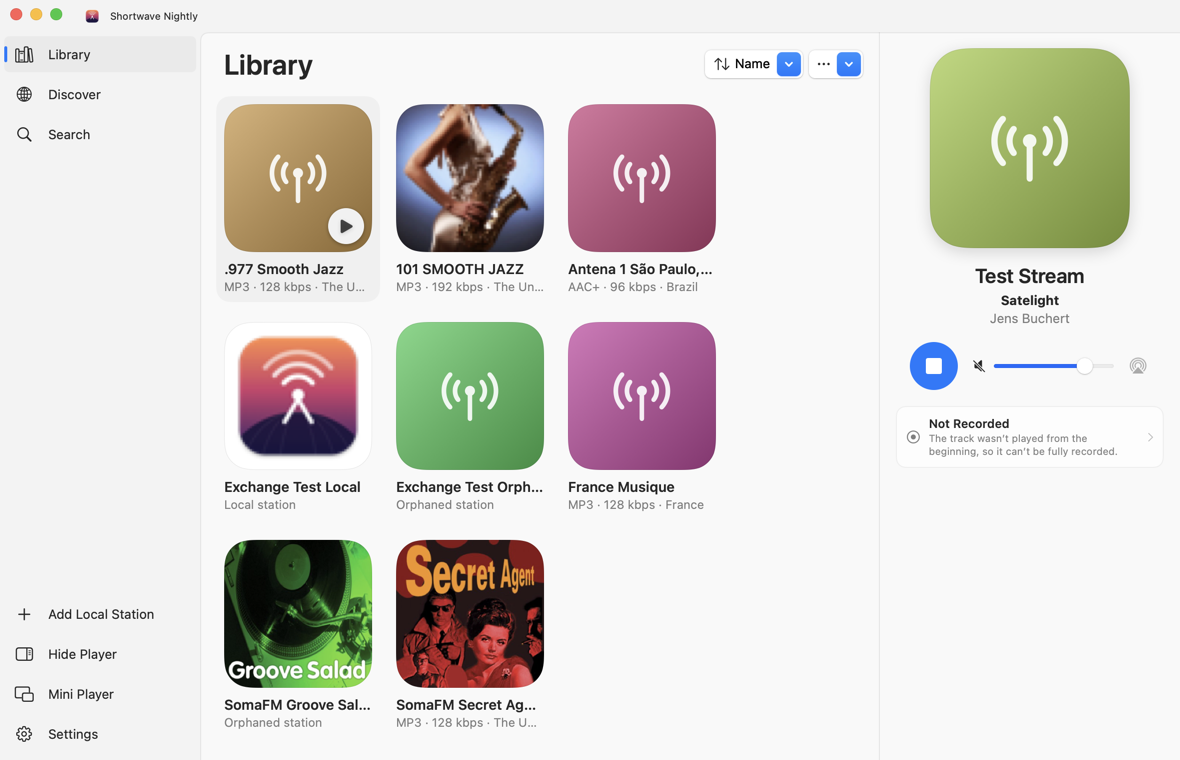 Shortwave Nightly
Library
Discover
Search
Add Local Station
Hide Player
Mini Player
Settings
Library
Name
.977 Smooth Jazz
MP3 · 128 kbps · The U...
101 SMOOTH JAZZ
MP3 · 192 kbps · The Un...
Antena 1 São Paulo,...
AAC+ · 96 kbps · Brazil
Exchange Test Local
Local station
Exchange Test Orph...
Orphaned station
France Musique
MP3 · 128 kbps · France
Groove Salad
SomaFM Groove Sal...
Orphaned station
Secret Agent
SomaFM Secret Ag...
MP3 · 128 kbps · The U...
Test Stream
Satelight
Jens Buchert
Not Recorded
The track wasn't played from the
beginning, so it can't be fully recorded.